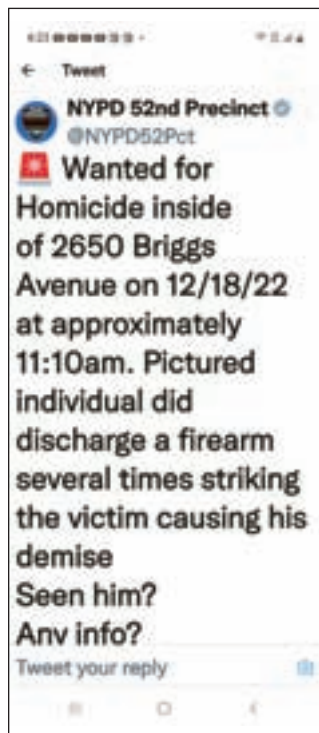 Tweet
NYPD 52nd Precinct
@NYPD52Pct
Wanted for
Homicide inside
of 2650 Briggs
Avenue on 12/18/22
at approximately
11:10am. Pictured
individual did
discharge a firearm
several times striking
the victim causing his
demise
Seen him?
Any info?
Tweet your reply